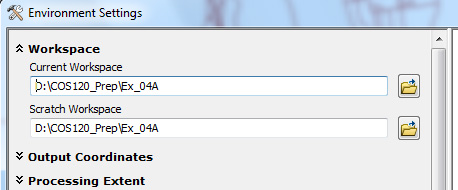 Environment Settings
Workspace
Current Workspace
D:\COS120_Prep\Ex_04A
Scratch Workspace
D:\COS120_Prep\Ex_04A
Output Coordinates
Processing Extent